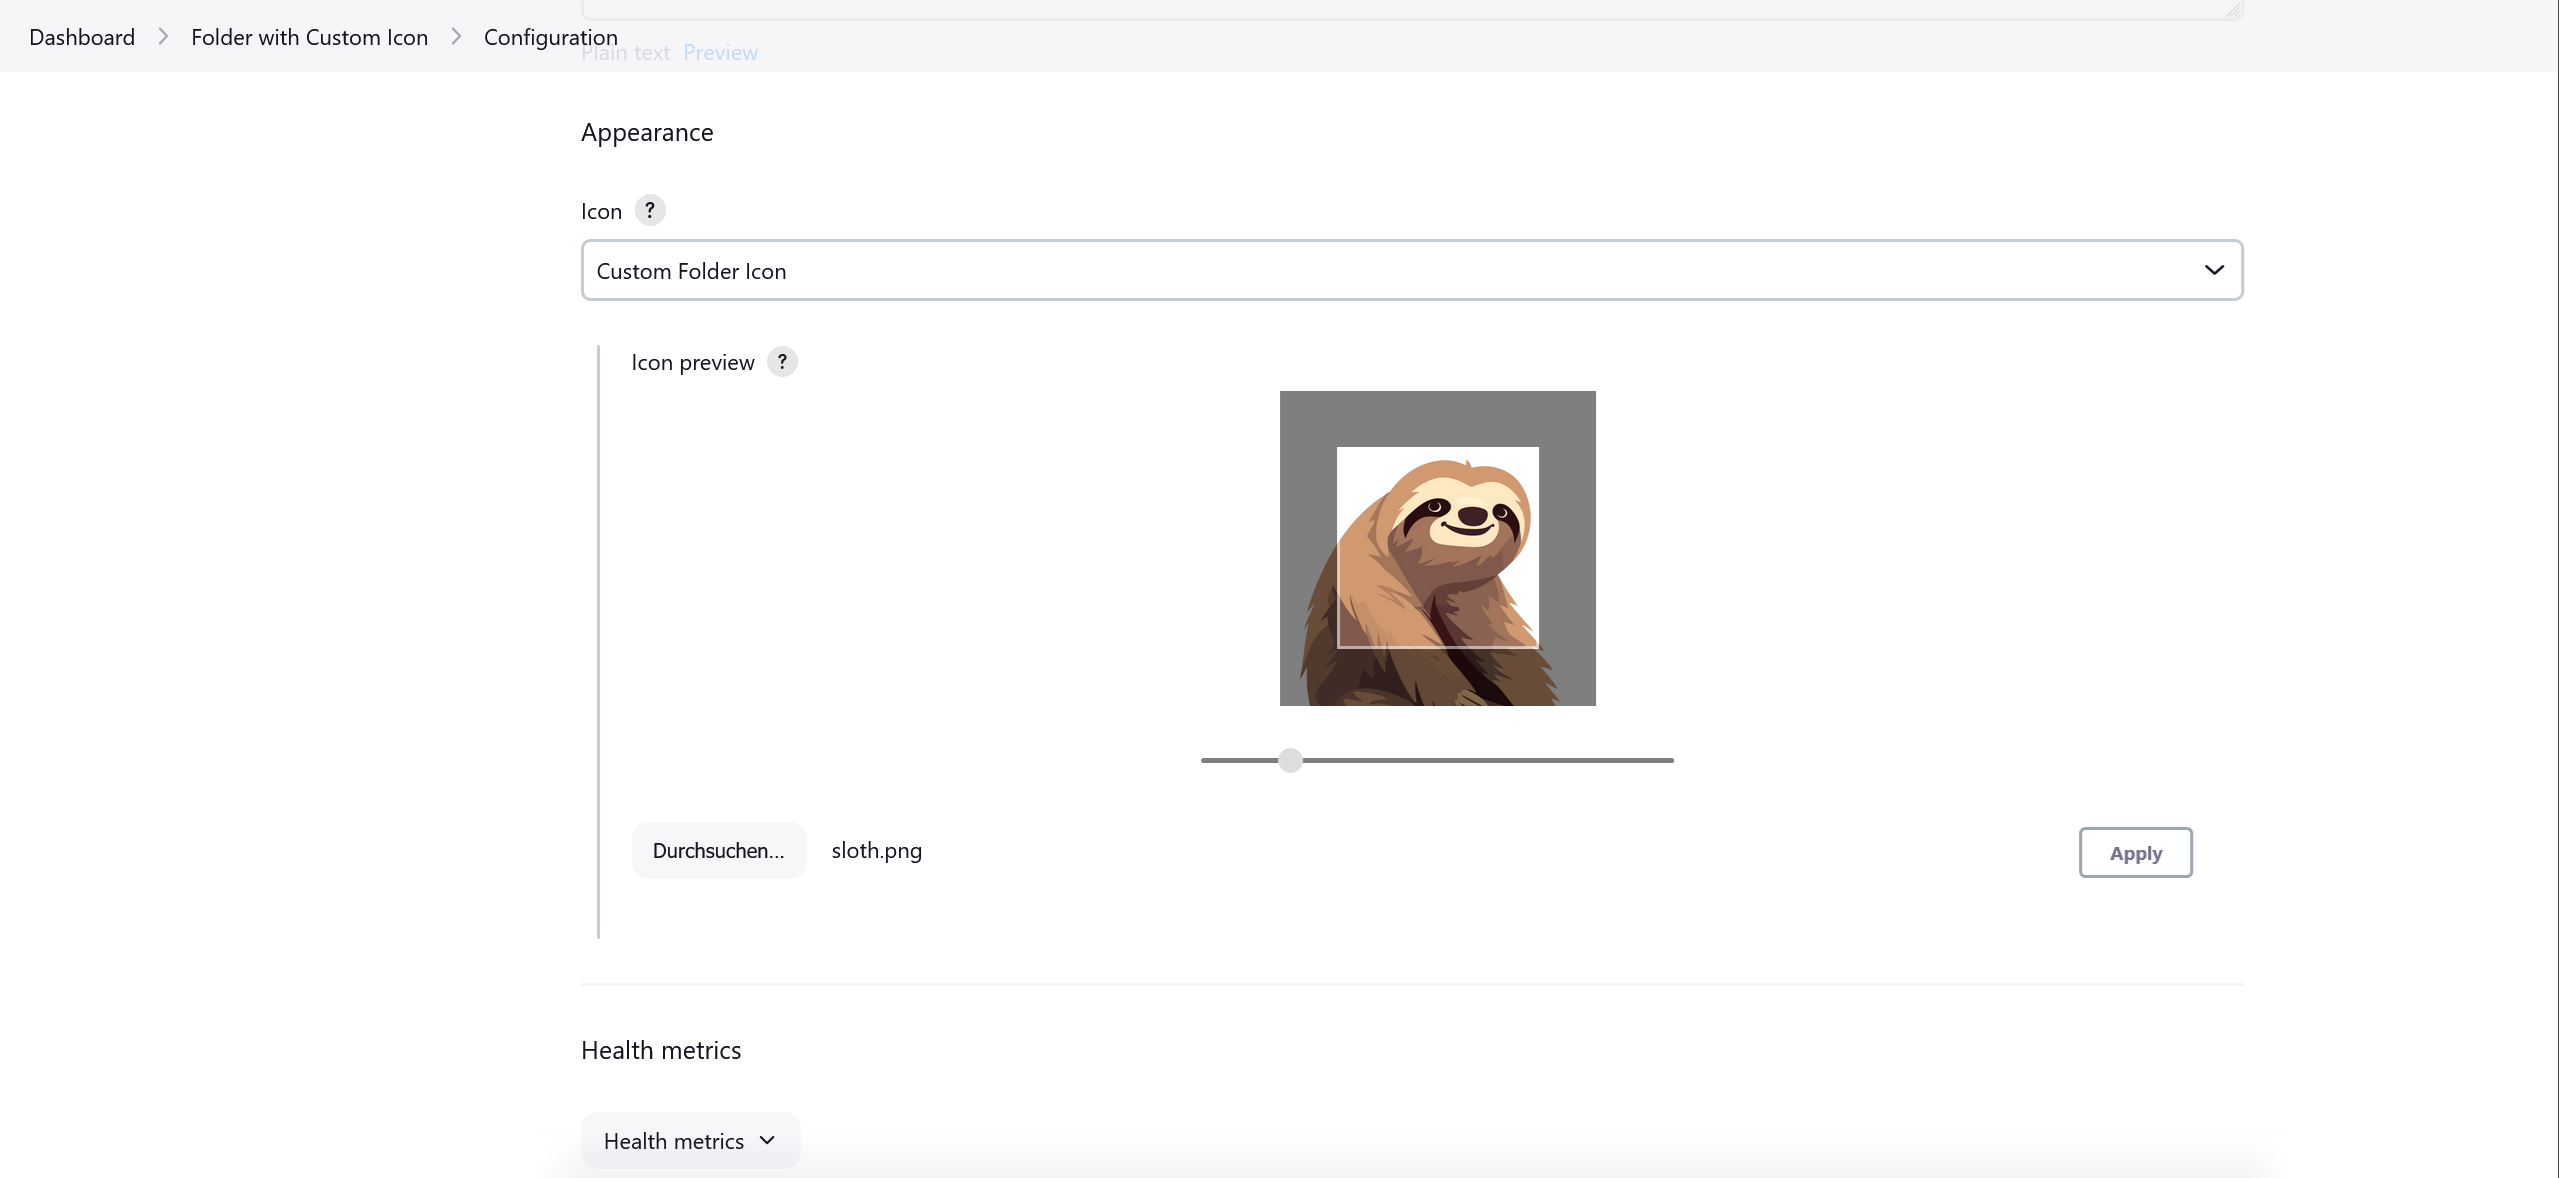 Dashboard > Folder with Custom Icon > Configuration
Plain text Preview
Appearance
Icon ?
Custom Folder Icon
Icon preview ?
Durchsuchen... sloth.png
Apply
Health metrics
Health metrics